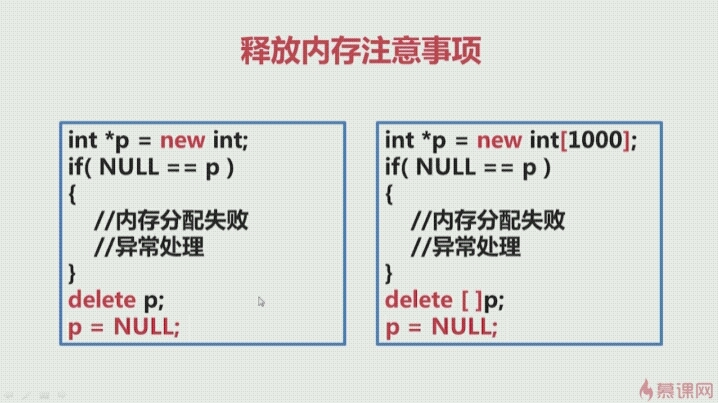 释放内存注意事项
int *p = new int;
if( NULL == p )
{
//内存分配失败
//异常处理
}
delete p;
p = NULL;
int *p = new int[1000];
if( NULL == p )
{
//内存分配失败
//异常处理
}
delete [ ]p;
p = NULL;
慕课网